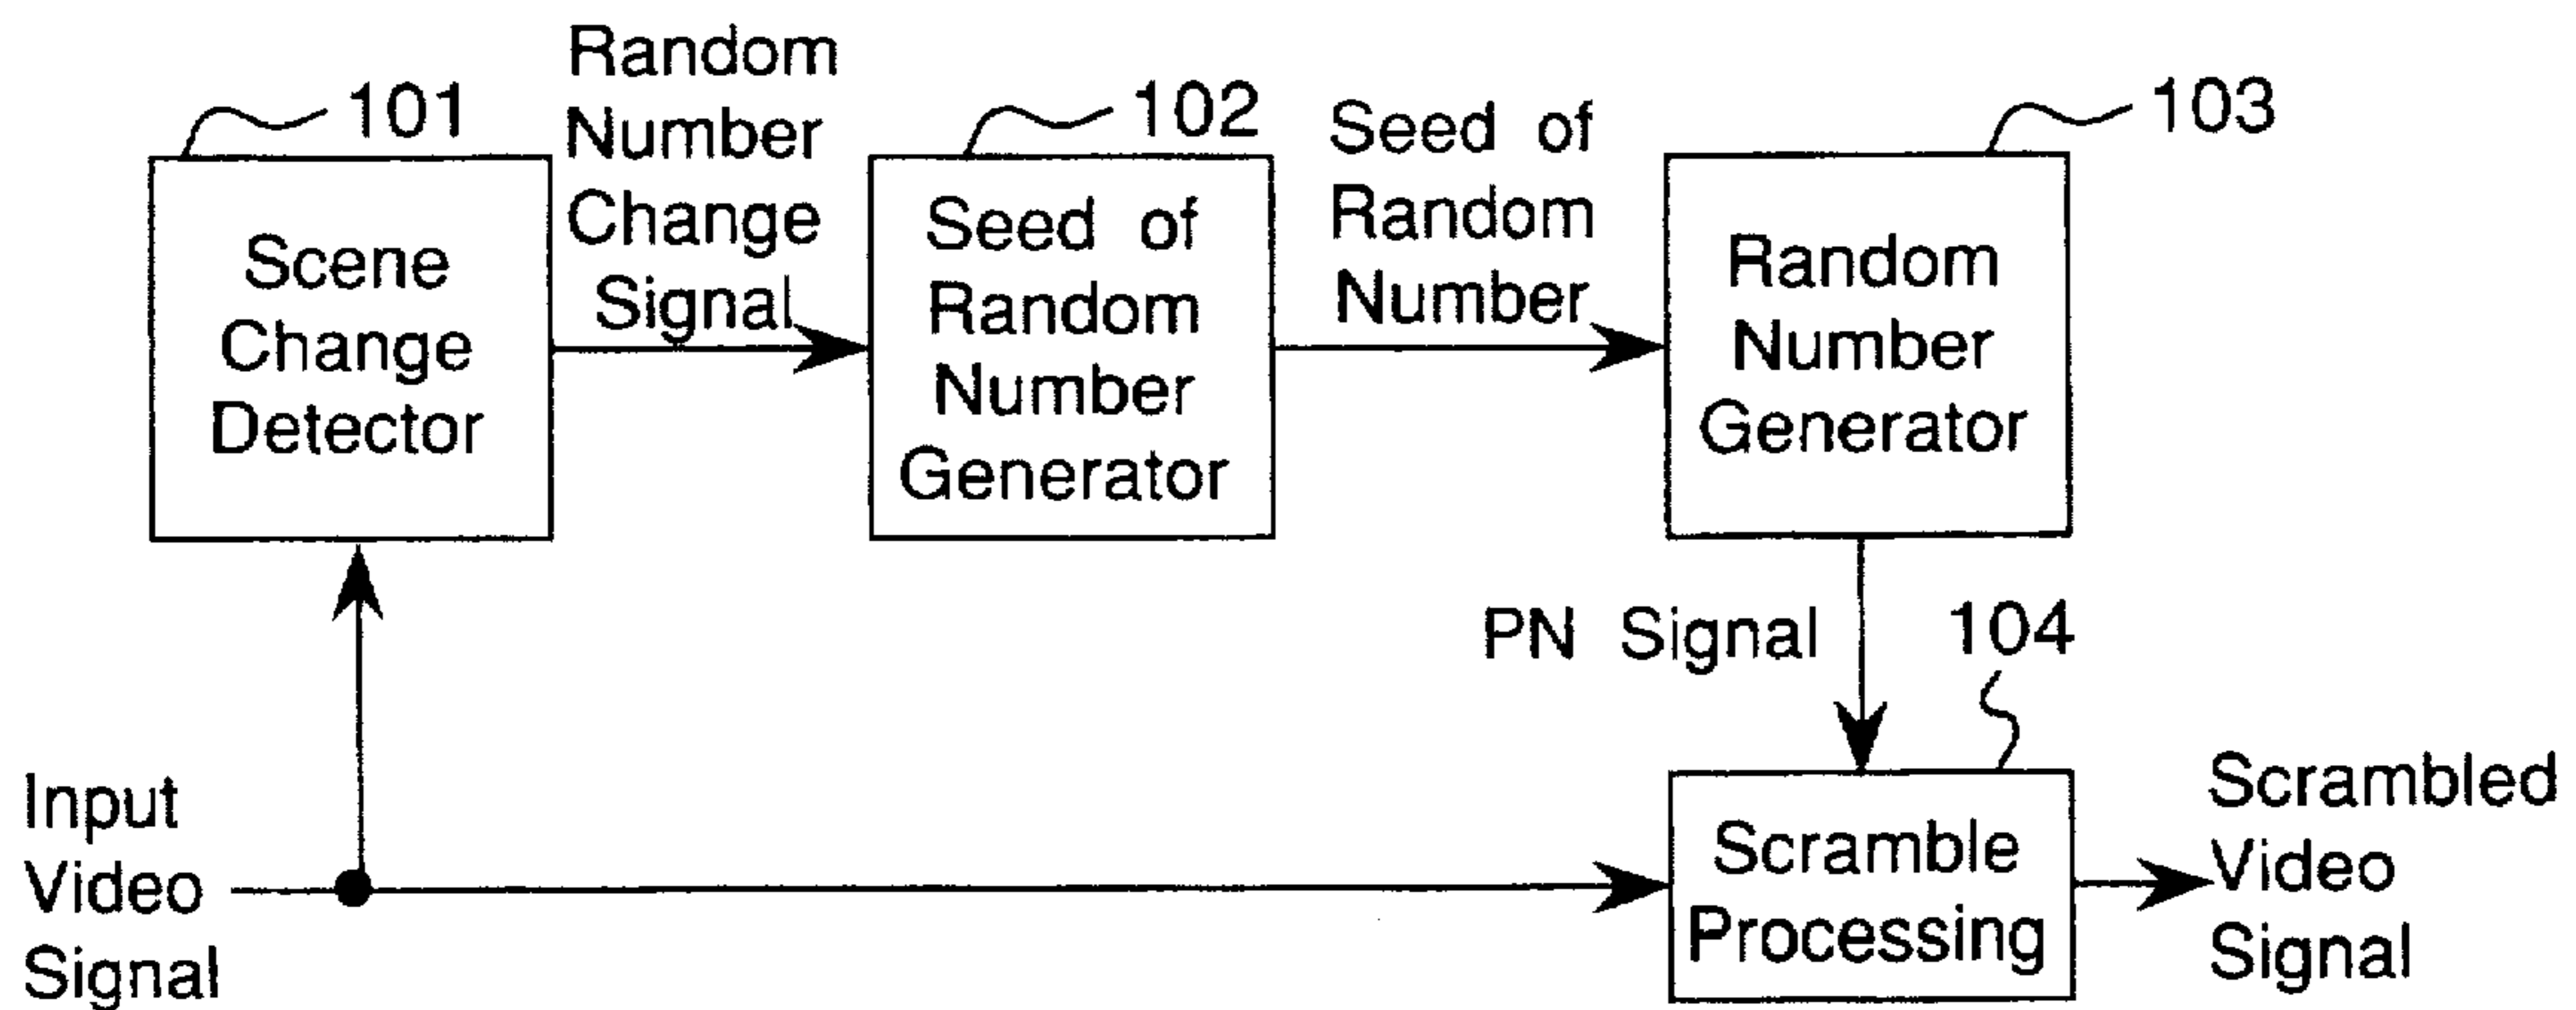 101
Scene
Change
Detector
Random
Number
Change
Signal
102
Seed of
Random
Number
Generator
Seed of
Random
Number
103
Random
Number
Generator
PN Signal
104
Input
Video
Signal
Scramble
Processing
Scrambled
Video
Signal